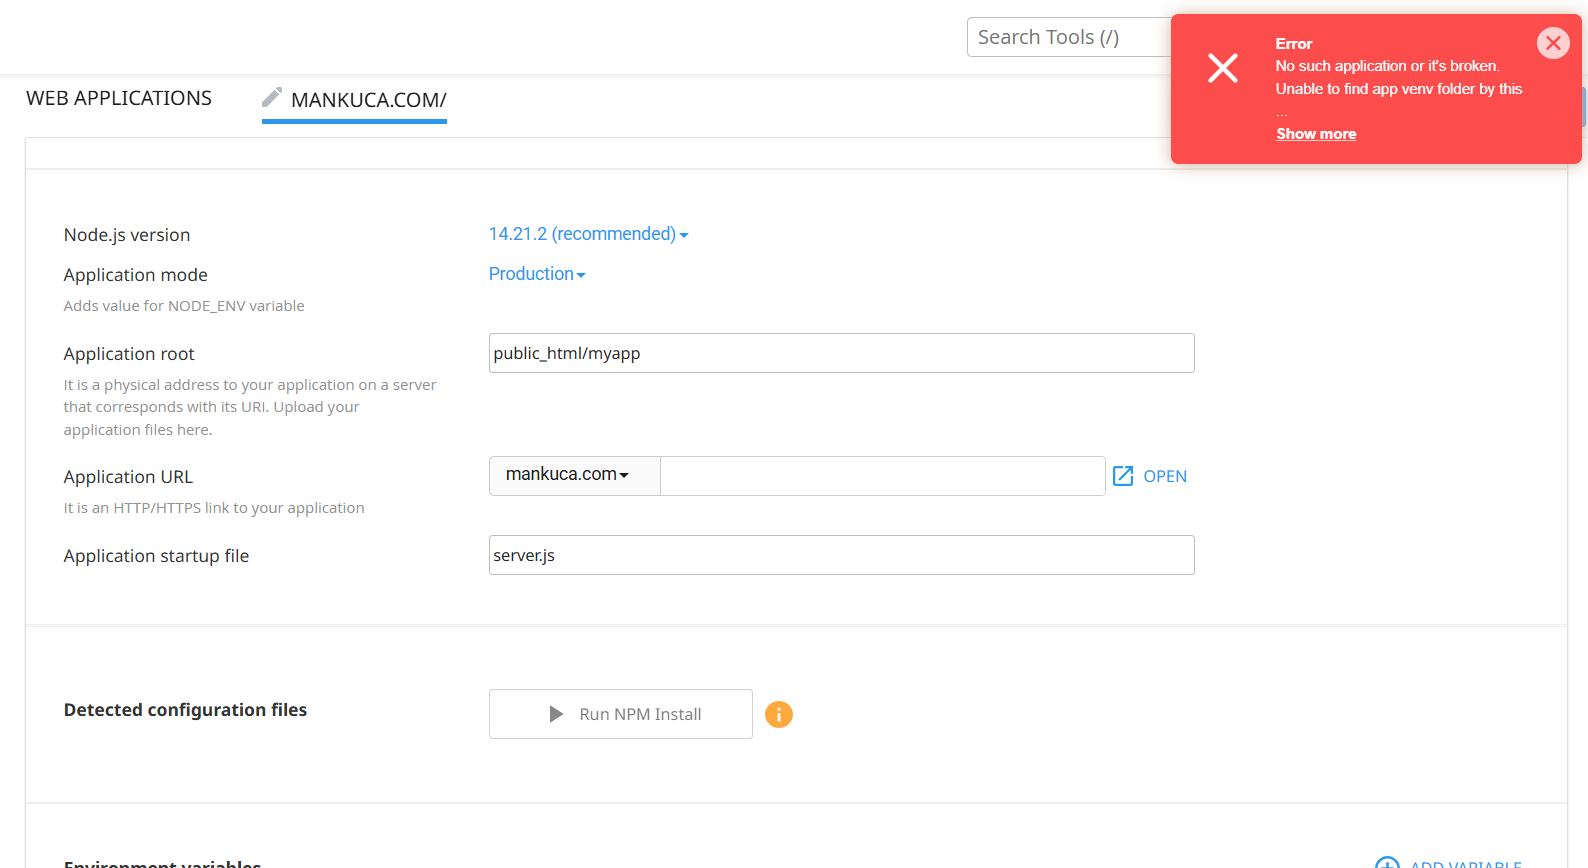 Search Tools (/)
Error
No such application or it's broken.
Unable to find app venv folder by this
...
Show more
WEB APPLICATIONS
MANKUCA.COM/
Node.js version
14.21.2 (recommended)
Application mode
Production
Adds value for NODE_ENV variable
Application root
public_html/myapp
It is a physical address to your application on a server
that corresponds with its URI. Upload your
application files here.
Application URL
mankuca.com
OPEN
It is an HTTP/HTTPS link to your application
Application startup file
server.js
Detected configuration files
Run NPM Install
Environment variables
ADD VARIABLE